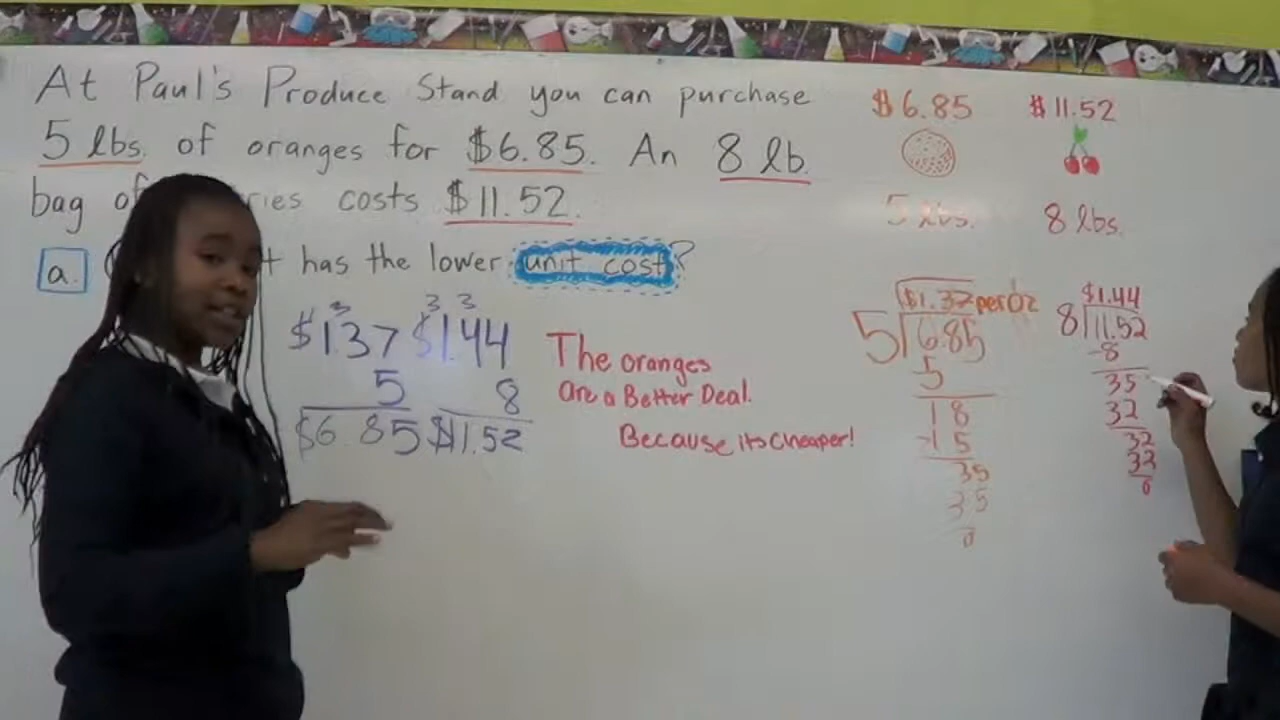 At Paul's Produce Stand you can purchase
5 lbs. of oranges for $6.85. An 8 lb.
bag of ries costs $11.52.
a. t has the lower unit cost?
$6.85 $11.52
5 lbs. 8 lbs.
3 3 3
$1.37 $1.44
5 8
$6.85 $11.52
The oranges
are a Better Deal.
Because its Cheaper!
$1.37 per Oz
5 6.85
5
18
-15
35
35
0
$1.44
8 11.52
-8
35
32
32
32
0